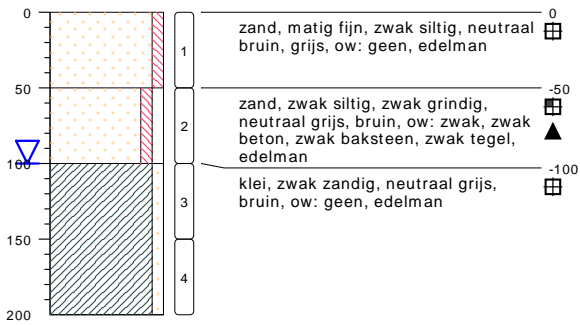 0
50
100
150
200
1
2
3
4
zand, matig fijn, zwak siltig, neutraal
bruin, grijs, ow: geen, edelman
zand, zwak siltig, zwak grindig,
neutraal grijs, bruin, ow: zwak, zwak
beton, zwak baksteen, zwak tegel,
edelman
klei, zwak zandig, neutraal grijs,
bruin, ow: geen, edelman
0
-50
-100